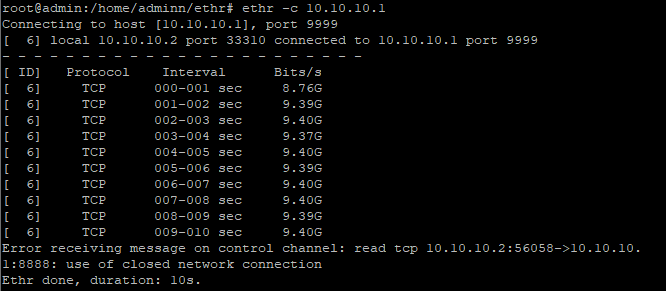 root@admin:/home/adminn/ethr# ethr -c 10.10.10.1
Connecting to host [10.10.10.1], port 9999
[  6] local 10.10.10.2 port 33310 connected to 10.10.10.1 port 9999
- - - - - - - - - - - - - - - - - - - - - - -
[ ID]   Protocol    Interval      Bits/s
[  6]     TCP      000-001 sec     8.76G
[  6]     TCP      001-002 sec     9.39G
[  6]     TCP      002-003 sec     9.40G
[  6]     TCP      003-004 sec     9.37G
[  6]     TCP      004-005 sec     9.40G
[  6]     TCP      005-006 sec     9.39G
[  6]     TCP      006-007 sec     9.40G
[  6]     TCP      007-008 sec     9.40G
[  6]     TCP      008-009 sec     9.39G
[  6]     TCP      009-010 sec     9.40G
Error receiving message on control channel: read tcp 10.10.10.2:56058->10.10.10.
1:8888: use of closed network connection
Ethr done, duration: 10s.